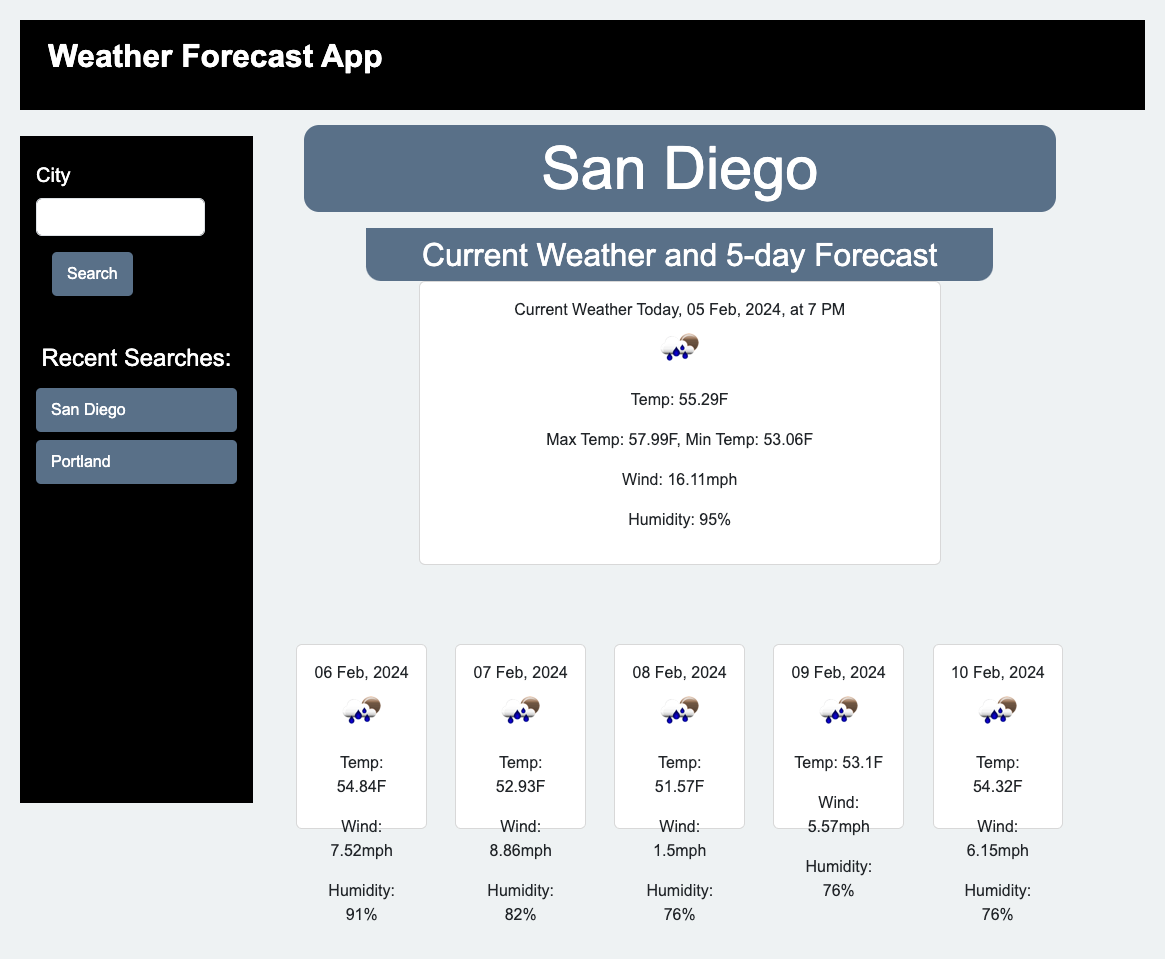 Weather Forecast App
City
Search
Recent Searches:
San Diego
Portland
San Diego
Current Weather and 5-day Forecast
Current Weather Today, 05 Feb, 2024, at 7 PM
Temp: 55.29F
Max Temp: 57.99F, Min Temp: 53.06F
Wind: 16.11mph
Humidity: 95%
06 Feb, 2024
Temp:
54.84F
Wind:
7.52mph
Humidity:
91%
07 Feb, 2024
Temp:
52.93F
Wind:
8.86mph
Humidity:
82%
08 Feb, 2024
Temp:
51.57F
Wind:
1.5mph
Humidity:
76%
09 Feb, 2024
Temp: 53.1F
Wind:
5.57mph
Humidity:
76%
10 Feb, 2024
Temp:
54.32F
Wind:
6.15mph
Humidity:
76%